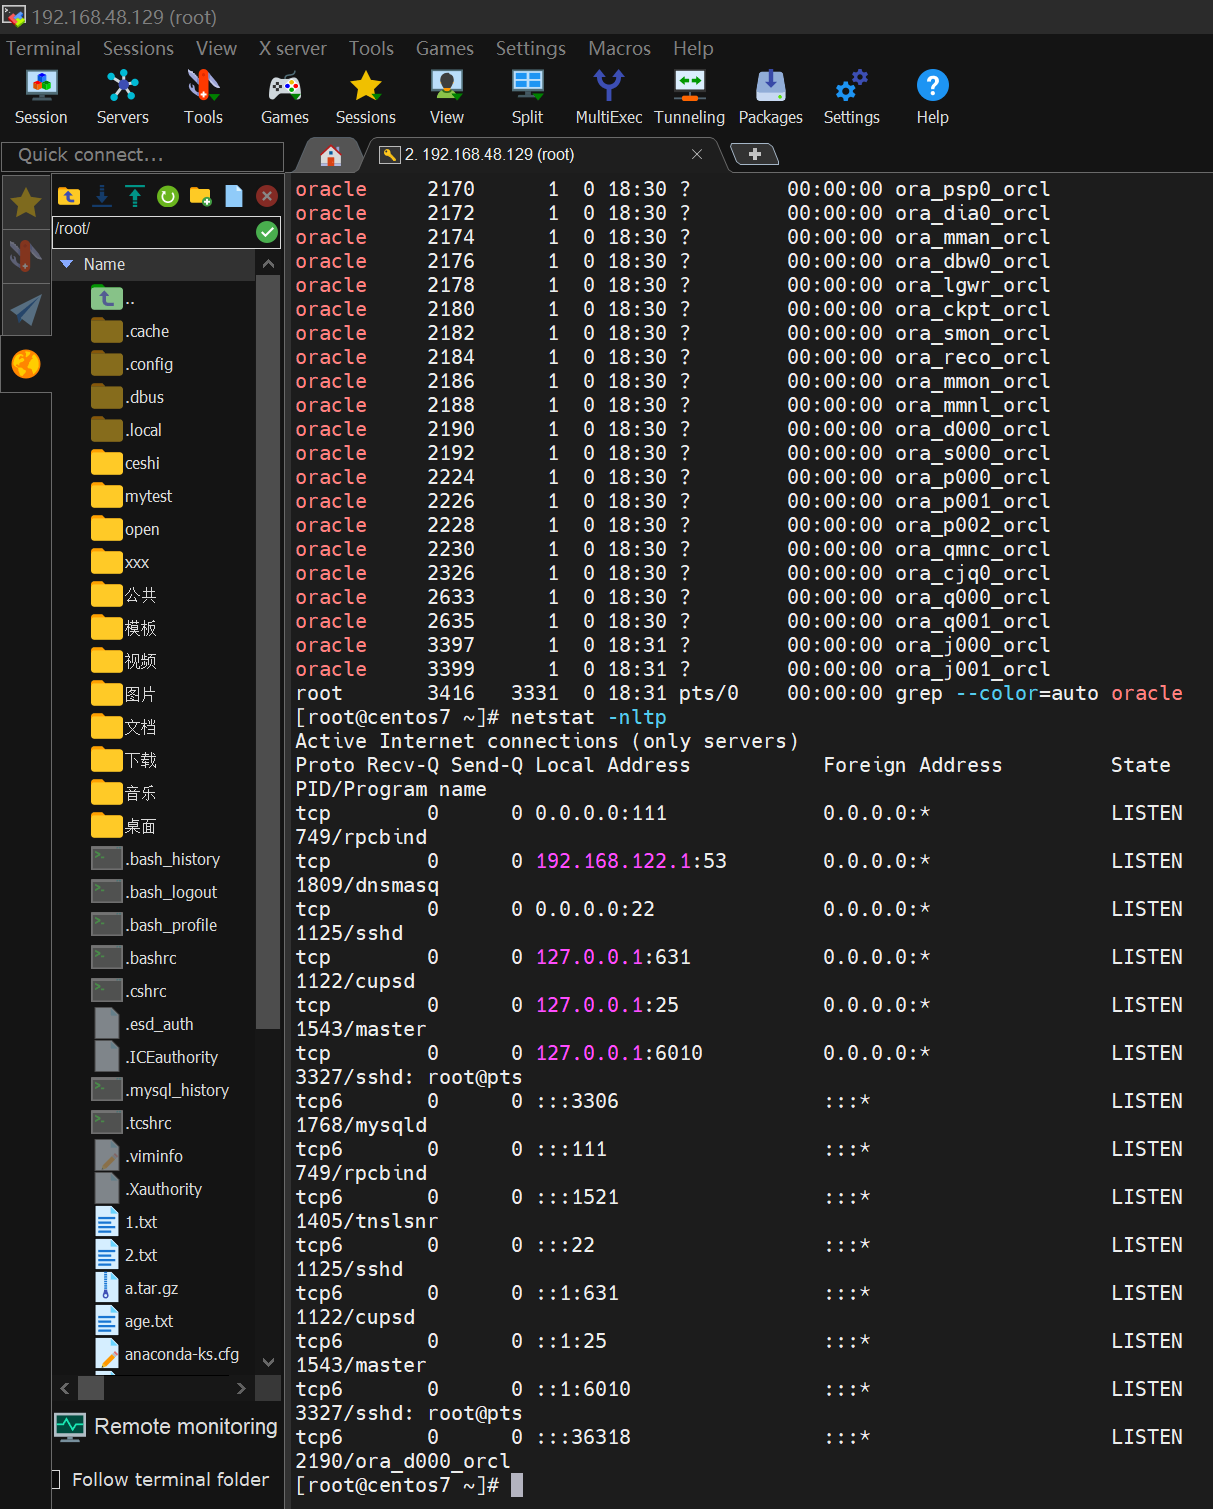 192.168.48.129 (root)
Terminal Sessions View X server Tools Games Settings Macros Help
Session Servers Tools Games Sessions View Split MultiExec Tunneling Packages Settings Help
Quick connect...
2. 192.168.48.129 (root)
/root/
Name
..
.cache
.config
.dbus
.local
ceshi
mytest
open
xxx
公共
模板
视频
图片
文档
下载
音乐
桌面
.bash_history
.bash_logout
.bash_profile
.bashrc
.cshrc
.esd_auth
.ICEauthority
.mysql_history
.tcshrc
.viminfo
.Xauthority
1.txt
2.txt
a.tar.gz
age.txt
anaconda-ks.cfg
Remote monitoring
Follow terminal folder
oracle 2170 1 0 18:30 ? 00:00:00 ora_psp0_orcl
oracle 2172 1 0 18:30 ? 00:00:00 ora_dia0_orcl
oracle 2174 1 0 18:30 ? 00:00:00 ora_mman_orcl
oracle 2176 1 0 18:30 ? 00:00:00 ora_dbw0_orcl
oracle 2178 1 0 18:30 ? 00:00:00 ora_lgwr_orcl
oracle 2180 1 0 18:30 ? 00:00:00 ora_ckpt_orcl
oracle 2182 1 0 18:30 ? 00:00:00 ora_smon_orcl
oracle 2184 1 0 18:30 ? 00:00:00 ora_reco_orcl
oracle 2186 1 0 18:30 ? 00:00:00 ora_mmon_orcl
oracle 2188 1 0 18:30 ? 00:00:00 ora_mmnl_orcl
oracle 2190 1 0 18:30 ? 00:00:00 ora_d000_orcl
oracle 2192 1 0 18:30 ? 00:00:00 ora_s000_orcl
oracle 2224 1 0 18:30 ? 00:00:00 ora_p000_orcl
oracle 2226 1 0 18:30 ? 00:00:00 ora_p001_orcl
oracle 2228 1 0 18:30 ? 00:00:00 ora_p002_orcl
oracle 2230 1 0 18:30 ? 00:00:00 ora_qmnc_orcl
oracle 2326 1 0 18:30 ? 00:00:00 ora_cjq0_orcl
oracle 2633 1 0 18:30 ? 00:00:00 ora_q000_orcl
oracle 2635 1 0 18:30 ? 00:00:00 ora_q001_orcl
oracle 3397 1 0 18:31 ? 00:00:00 ora_j000_orcl
oracle 3399 1 0 18:31 ? 00:00:00 ora_j001_orcl
root 3416 3331 0 18:31 pts/0 00:00:00 grep --color=auto oracle
[root@centos7 ~]# netstat -nltp
Active Internet connections (only servers)
Proto Recv-Q Send-Q Local Address Foreign Address State
PID/Program name
tcp 0 0 0.0.0.0:111 0.0.0.0:* LISTEN
749/rpcbind
tcp 0 0 192.168.122.1:53 0.0.0.0:* LISTEN
1809/dnsmasq
tcp 0 0 0.0.0.0:22 0.0.0.0:* LISTEN
1125/sshd
tcp 0 0 127.0.0.1:631 0.0.0.0:* LISTEN
1122/cupsd
tcp 0 0 127.0.0.1:25 0.0.0.0:* LISTEN
1543/master
tcp 0 0 127.0.0.1:6010 0.0.0.0:* LISTEN
3327/sshd: root@pts
tcp6 0 0 :::3306 :::* LISTEN
1768/mysqld
tcp6 0 0 :::111 :::* LISTEN
749/rpcbind
tcp6 0 0 :::1521 :::* LISTEN
1405/tnslsnr
tcp6 0 0 :::22 :::* LISTEN
1125/sshd
tcp6 0 0 ::1:631 :::* LISTEN
1122/cupsd
tcp6 0 0 ::1:25 :::* LISTEN
1543/master
tcp6 0 0 ::1:6010 :::* LISTEN
3327/sshd: root@pts
tcp6 0 0 :::36318 :::* LISTEN
2190/ora_d000_orcl
[root@centos7 ~]#